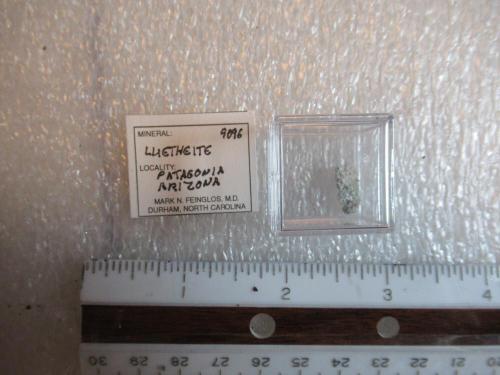 MINERAL: 9096
LUETHEITE
LOCALITY:
PATAGONIA
ARIZONA
MARK N. FEINGLOS, M.D.
DURHAM, NORTH CAROLINA
1 2 3 4
30 29 28 27 26 25 24 23 22 21 20